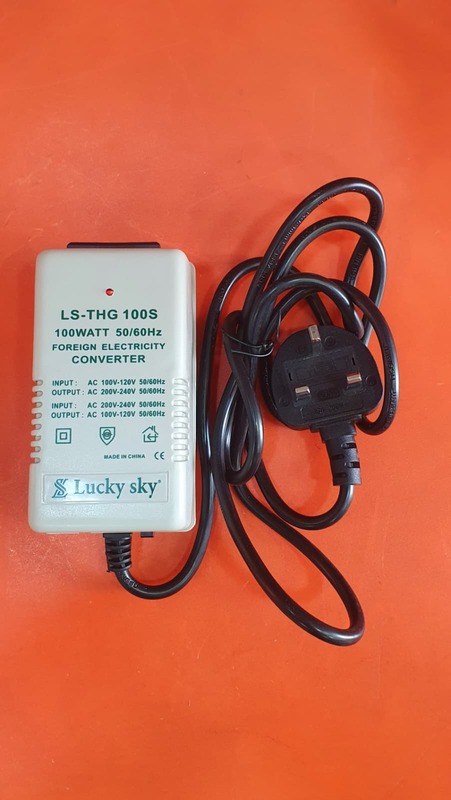 LS-THG 100S
100WATT 50/60Hz
FOREIGN ELECTRICITY
CONVERTER
INPUT : AC 100V-120V 50/60Hz
OUTPUT : AC 200V-240V 50/60Hz
INPUT : AC 200V-240V 50/60Hz
OUTPUT : AC 100V-120V 50/60Hz
MADE IN CHINA CE
Lucky sky®